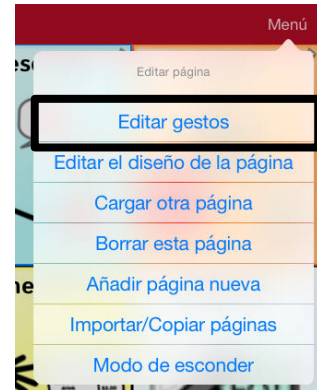 Menú
Editar página
Editar gestos
Editar el diseño de la página
Cargar otra página
Borrar esta página
Añadir página nueva
Importar/Copiar páginas
Modo de esconder